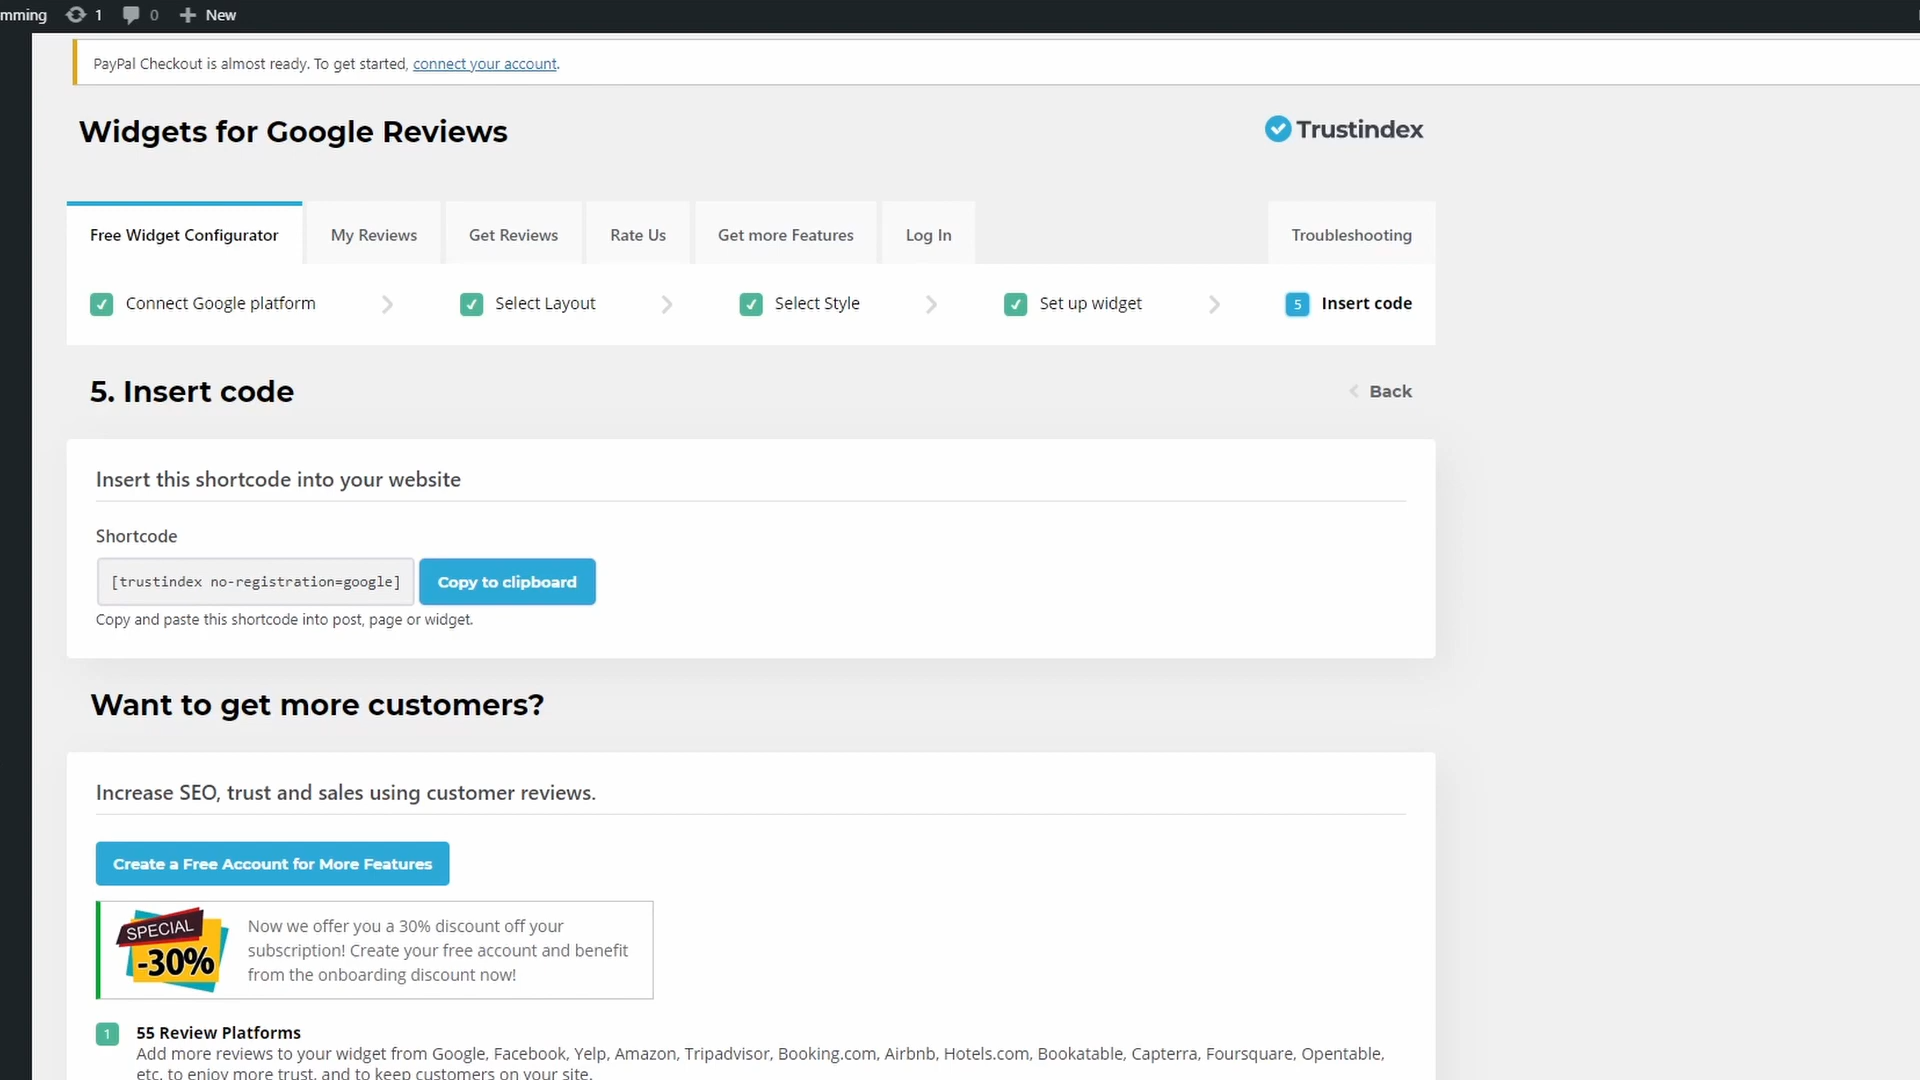 mming 1 0 New
PayPal Checkout is almost ready. To get started, connect your account.
Widgets for Google Reviews
Trustindex
Free Widget Configurator My Reviews Get Reviews Rate Us Get more Features Log In Troubleshooting
Connect Google platform Select Layout Select Style Set up widget 5 Insert code
5. Insert code
Back
Insert this shortcode into your website
Shortcode
[trustindex no-registration=google] Copy to clipboard
Copy and paste this shortcode into post, page or widget.
Want to get more customers?
Increase SEO, trust and sales using customer reviews.
Create a Free Account for More Features
SPECIAL
-30%
Now we offer you a 30% discount off your
subscription! Create your free account and benefit
from the onboarding discount now!
1 55 Review Platforms
Add more reviews to your widget from Google, Facebook, Yelp, Amazon, Tripadvisor, Booking.com, Airbnb, Hotels.com, Bookatable, Capterra, Foursquare, Opentable,
etc. to enjoy more trust, and to keep customers on your site.